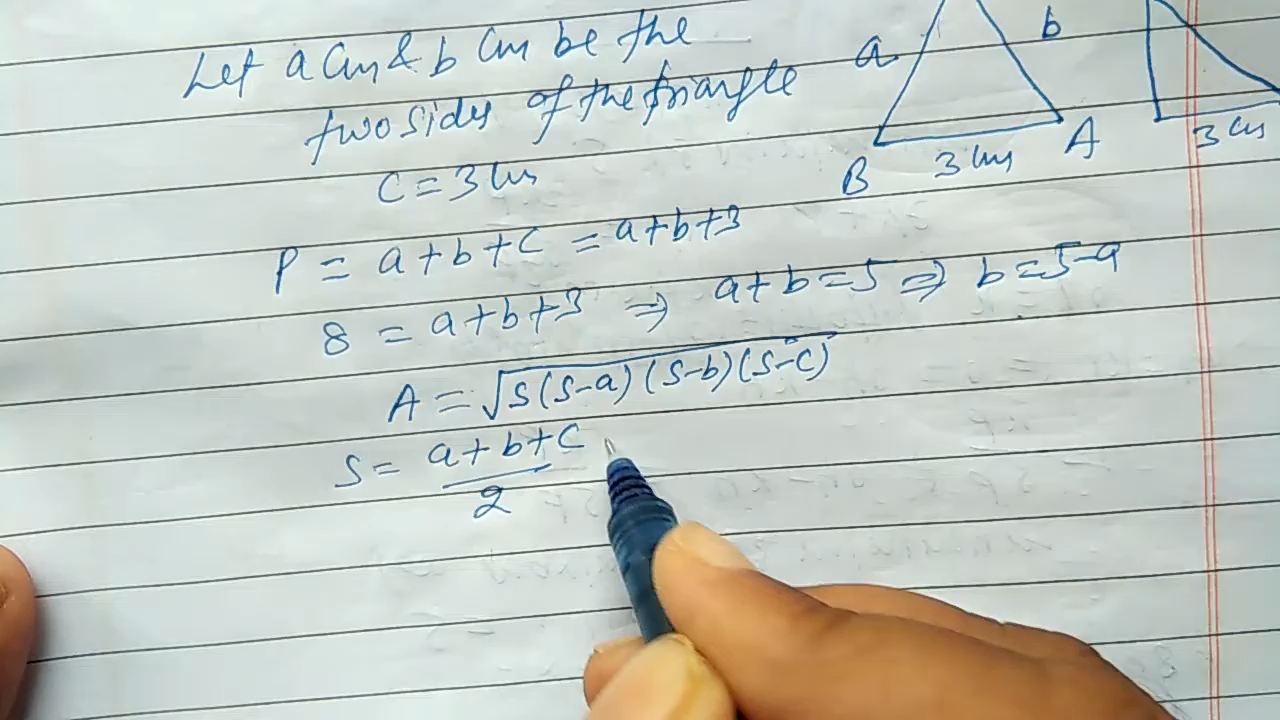 Let a cm & b cm be the
two sides of the triangle
C = 3 cm
P = a + b + c = a + b + 3
8 = a + b + 3 ⇒ a + b = 5 ⇒ b = 5 - a
A = √S(S-a)(S-b)(S-c)
S = a + b + c
2
a
b
B
3 cm
A
3 cm